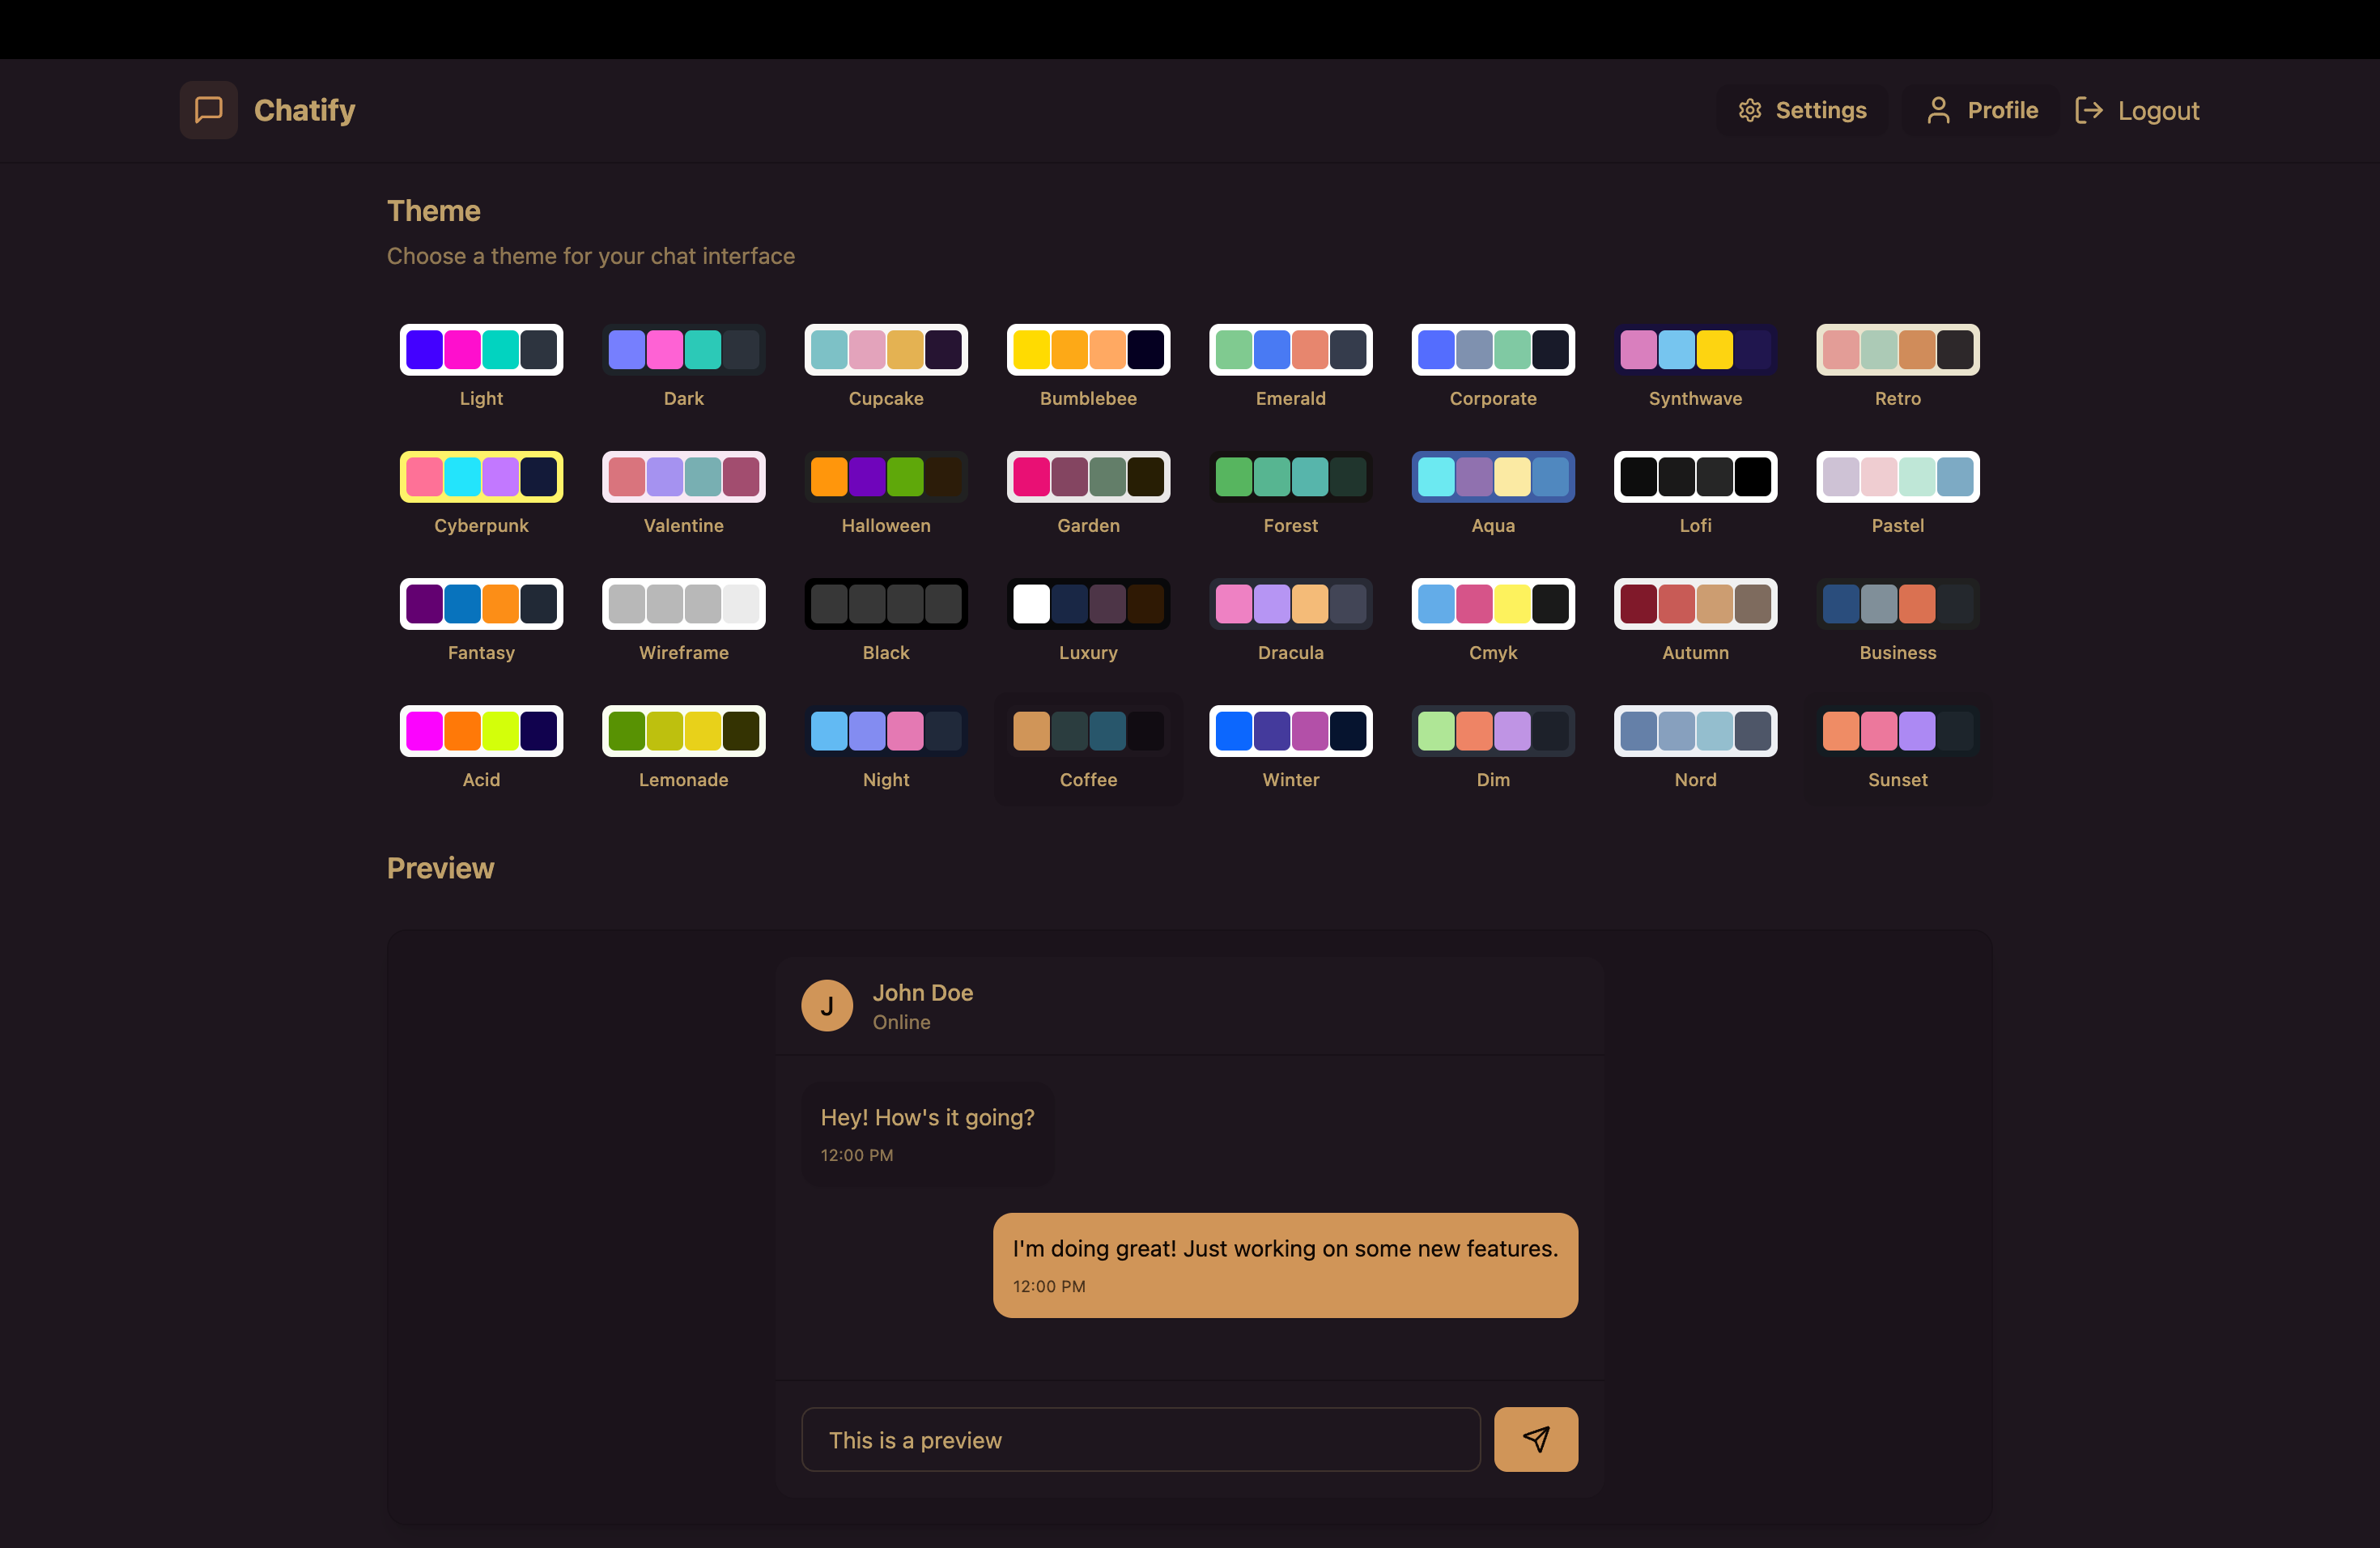 Chatify
Settings
Profile
Logout
Theme
Choose a theme for your chat interface
Light
Dark
Cupcake
Bumblebee
Emerald
Corporate
Synthwave
Retro
Cyberpunk
Valentine
Halloween
Garden
Forest
Aqua
Lofi
Pastel
Fantasy
Wireframe
Black
Luxury
Dracula
Cmyk
Autumn
Business
Acid
Lemonade
Night
Coffee
Winter
Dim
Nord
Sunset
Preview
J
John Doe
Online
Hey! How's it going?
12:00 PM
I'm doing great! Just working on some new features.
12:00 PM
This is a preview